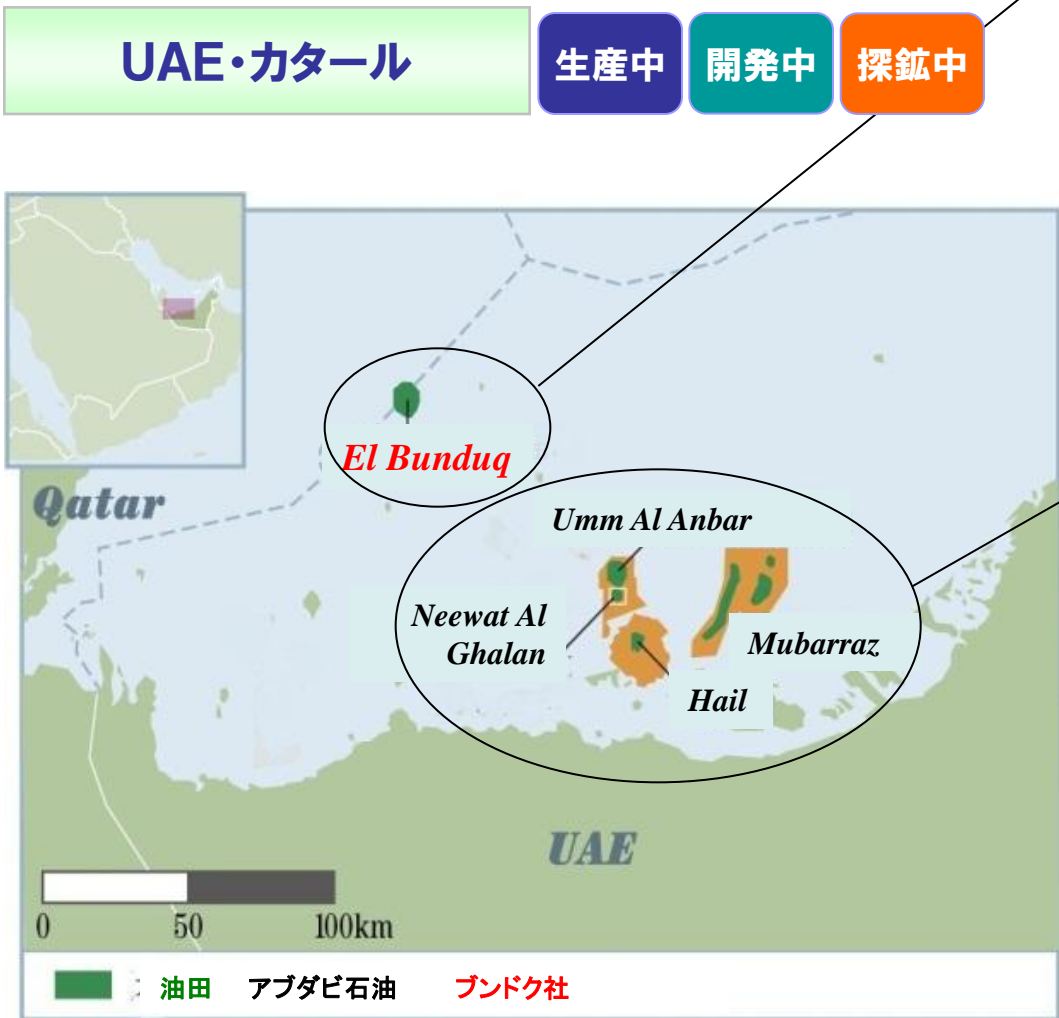 UAE・カタール
生産中
開発中
探鉱中
El Bunduq
Qatar
Umm Al Anbar
Neewat Al
Ghalan
Mubarraz
Hail
UAE
0 50 100km
油田 アブダビ石油 ブンドク社